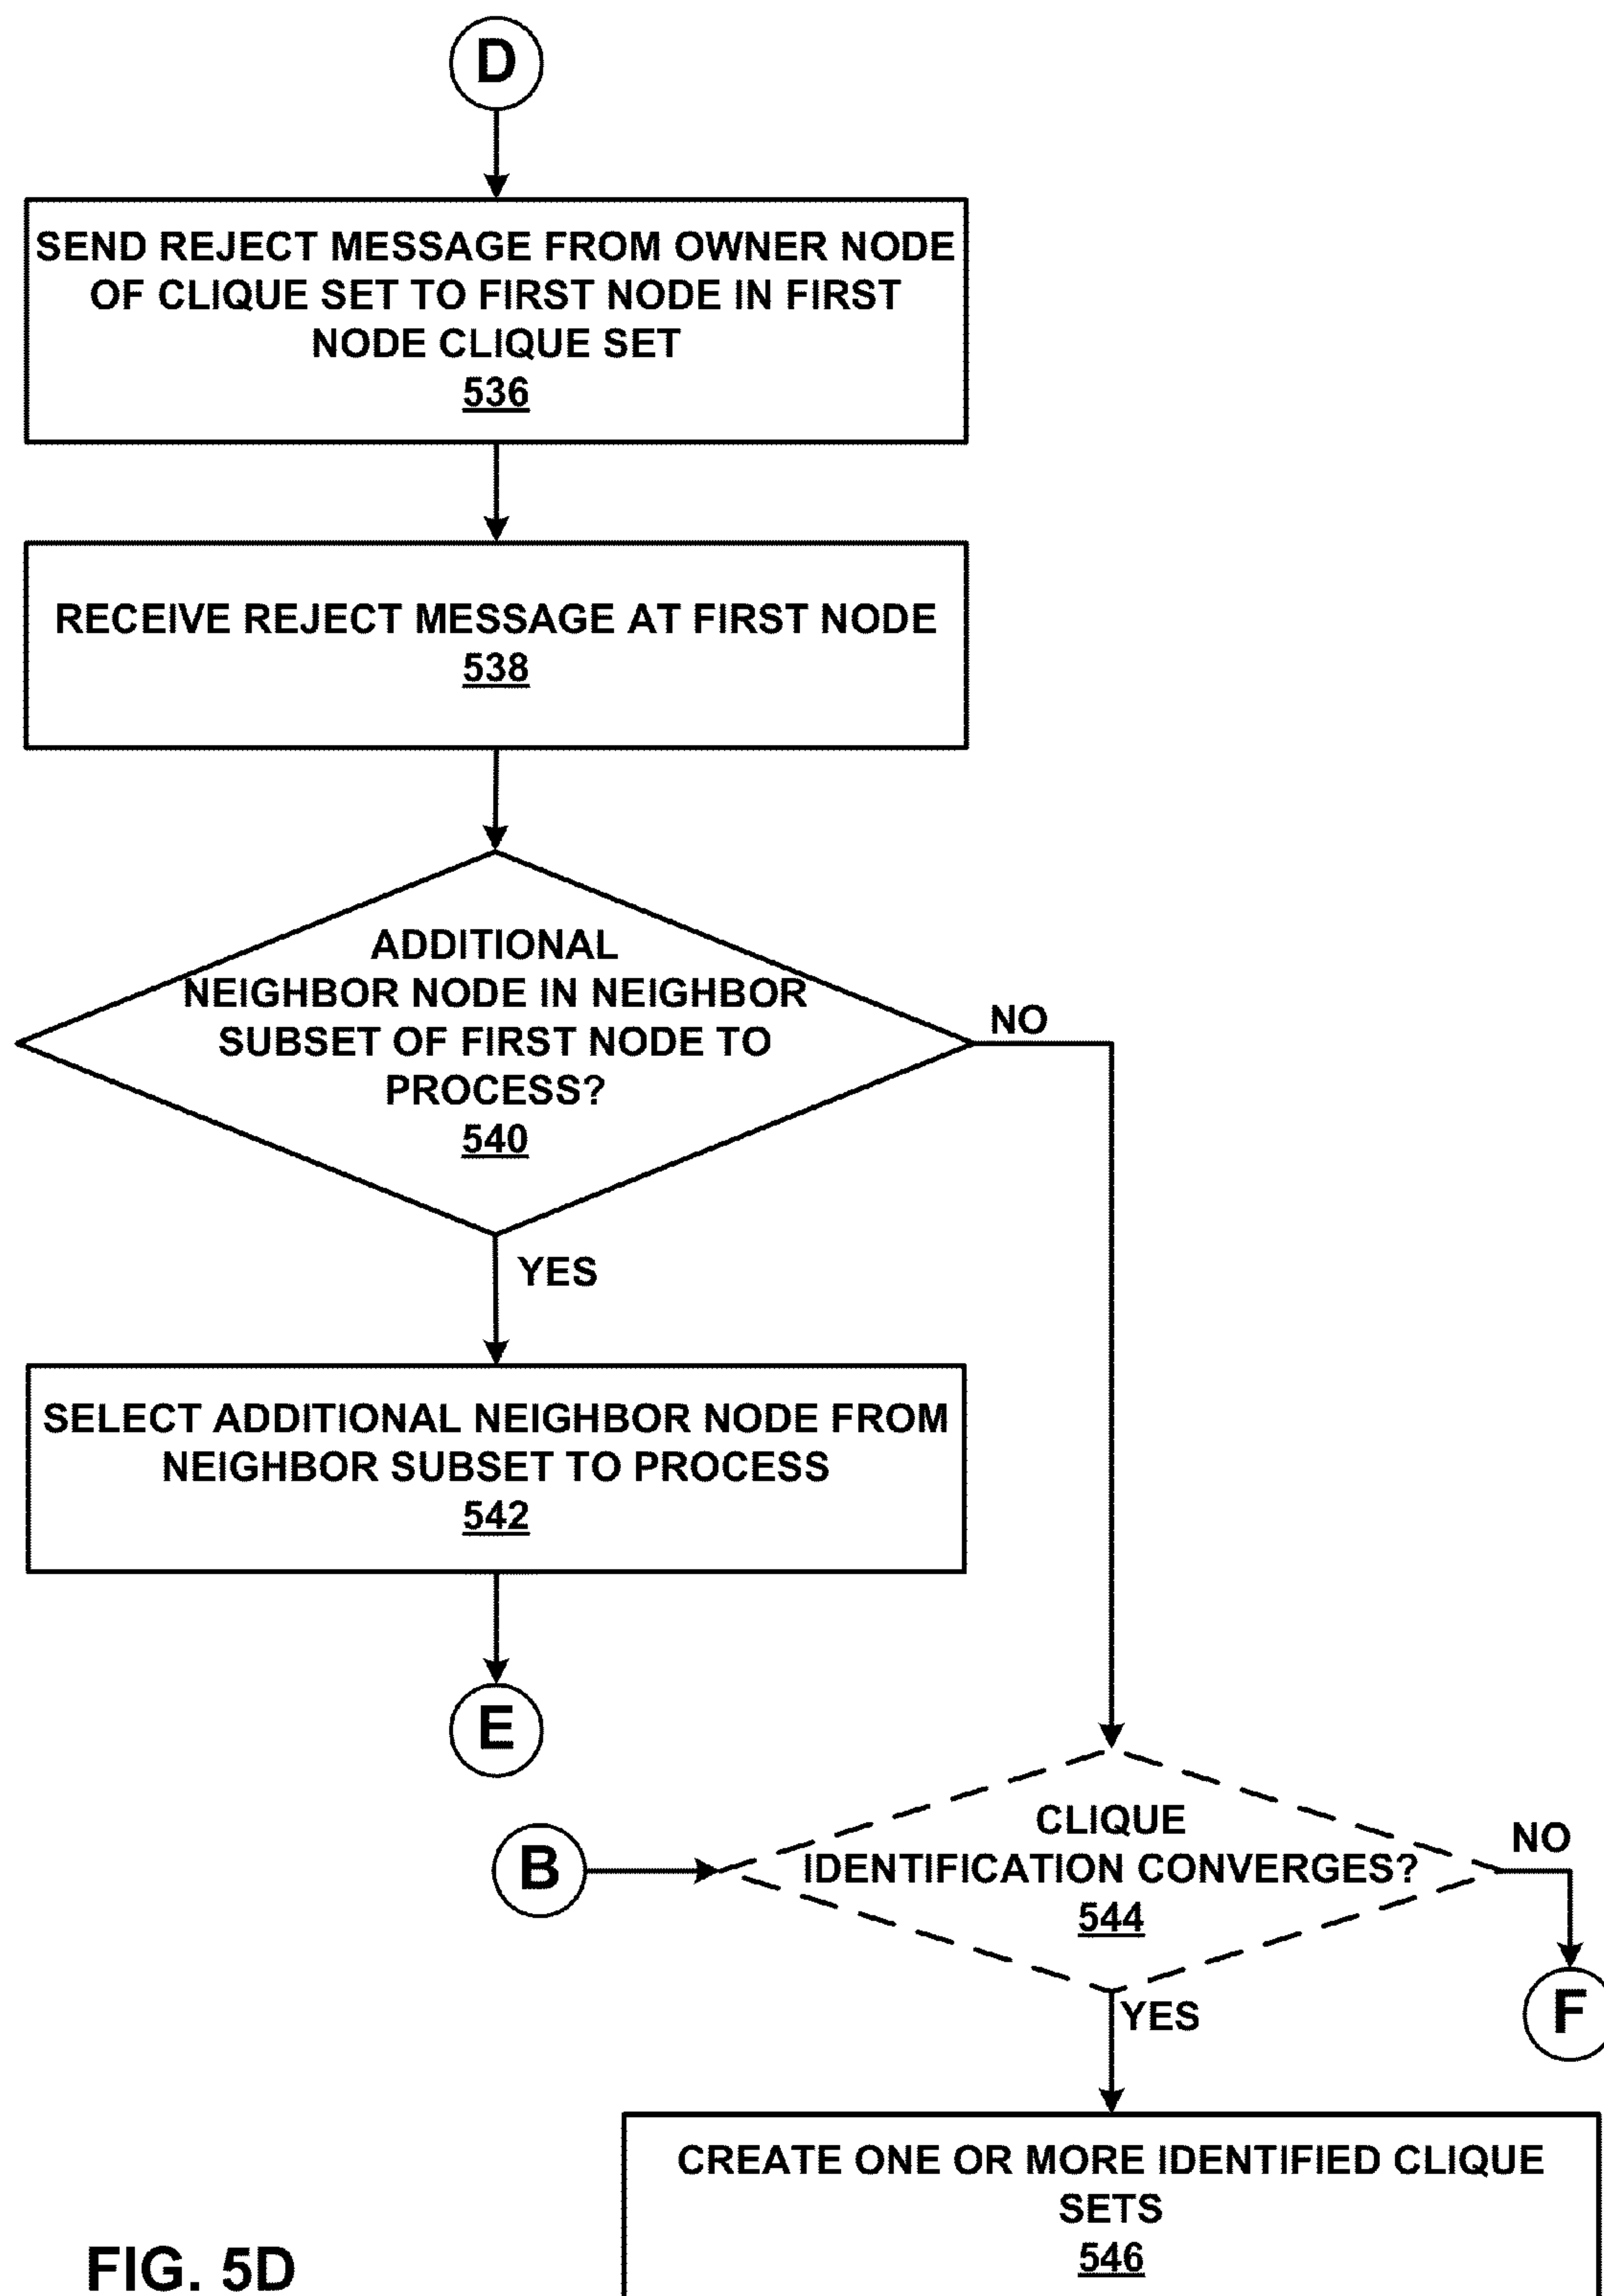 D
SEND REJECT MESSAGE FROM OWNER NODE
OF CLIQUE SET TO FIRST NODE IN FIRST
NODE CLIQUE SET
536
RECEIVE REJECT MESSAGE AT FIRST NODE
538
ADDITIONAL
NEIGHBOR NODE IN NEIGHBOR
SUBSET OF FIRST NODE TO
PROCESS?
540
NO
YES
SELECT ADDITIONAL NEIGHBOR NODE FROM
NEIGHBOR SUBSET TO PROCESS
542
E
B
CLIQUE
IDENTIFICATION CONVERGES?
544
NO
F
YES
CREATE ONE OR MORE IDENTIFIED CLIQUE
SETS
546
FIG. 5D